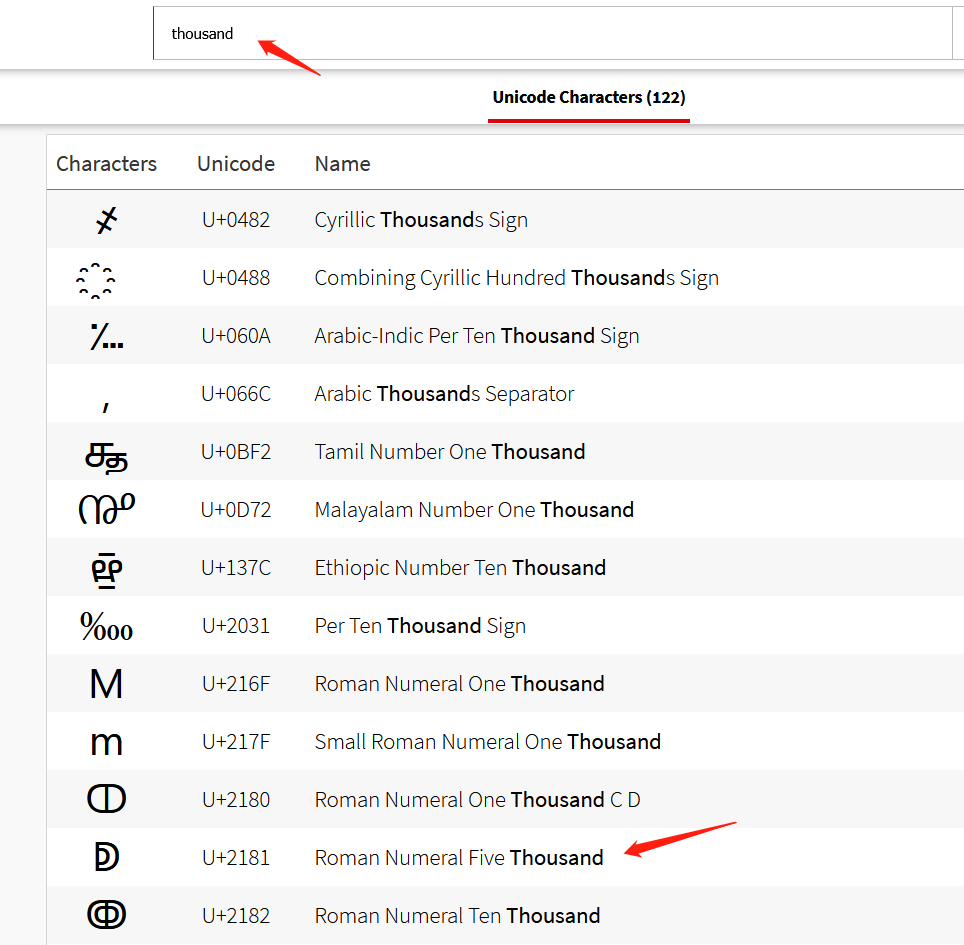 thousand
Unicode Characters (122)
Characters Unicode Name
҂ U+0482 Cyrillic Thousands Sign
◌҈ U+0488 Combining Cyrillic Hundred Thousands Sign
؊ U+060A Arabic-Indic Per Ten Thousand Sign
٬ U+066C Arabic Thousands Separator
௲ U+0BF2 Tamil Number One Thousand
൲ U+0D72 Malayalam Number One Thousand
፼ U+137C Ethiopic Number Ten Thousand
‱ U+2031 Per Ten Thousand Sign
Ⅿ U+216F Roman Numeral One Thousand
ⅿ U+217F Small Roman Numeral One Thousand
ↀ U+2180 Roman Numeral One Thousand C D
ↁ U+2181 Roman Numeral Five Thousand
ↂ U+2182 Roman Numeral Ten Thousand